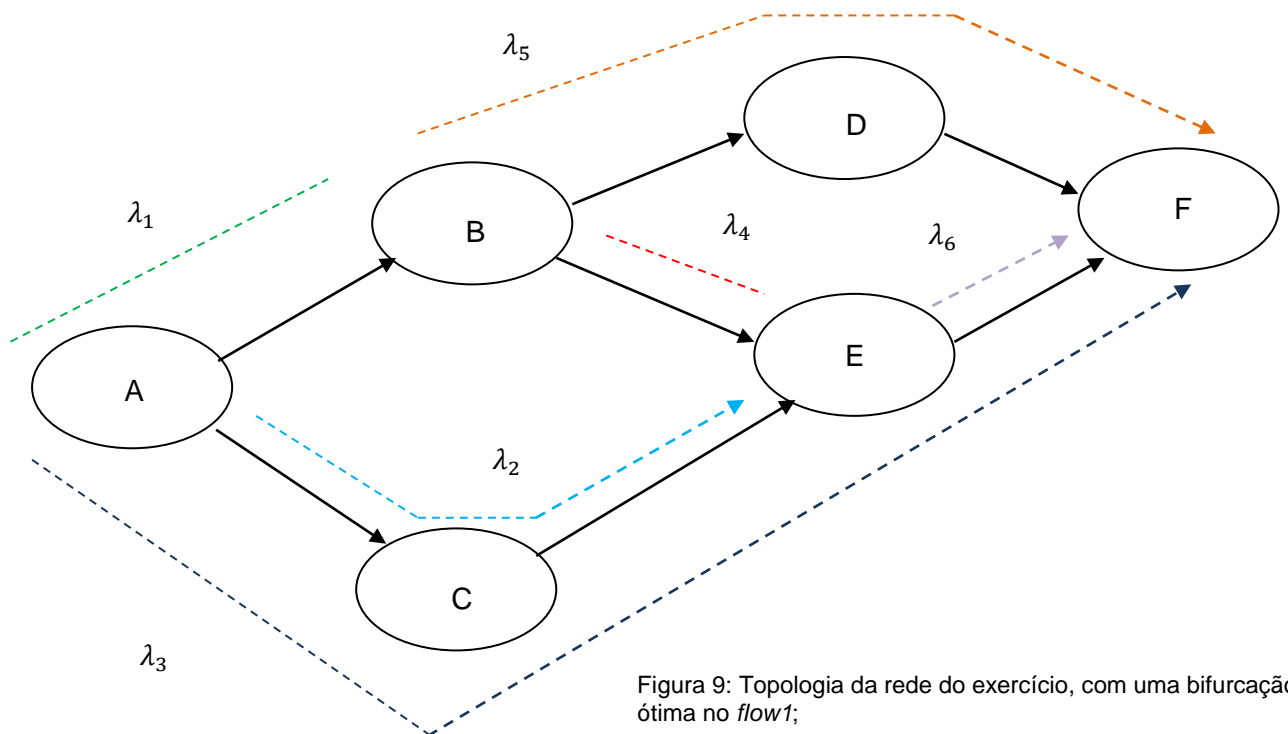 λ₅
D
λ₁
F
B
λ₄
λ₆
E
A
λ₂
C
λ₃
Figura 9: Topologia da rede do exercício, com uma bifurcação
ótima no flow1;